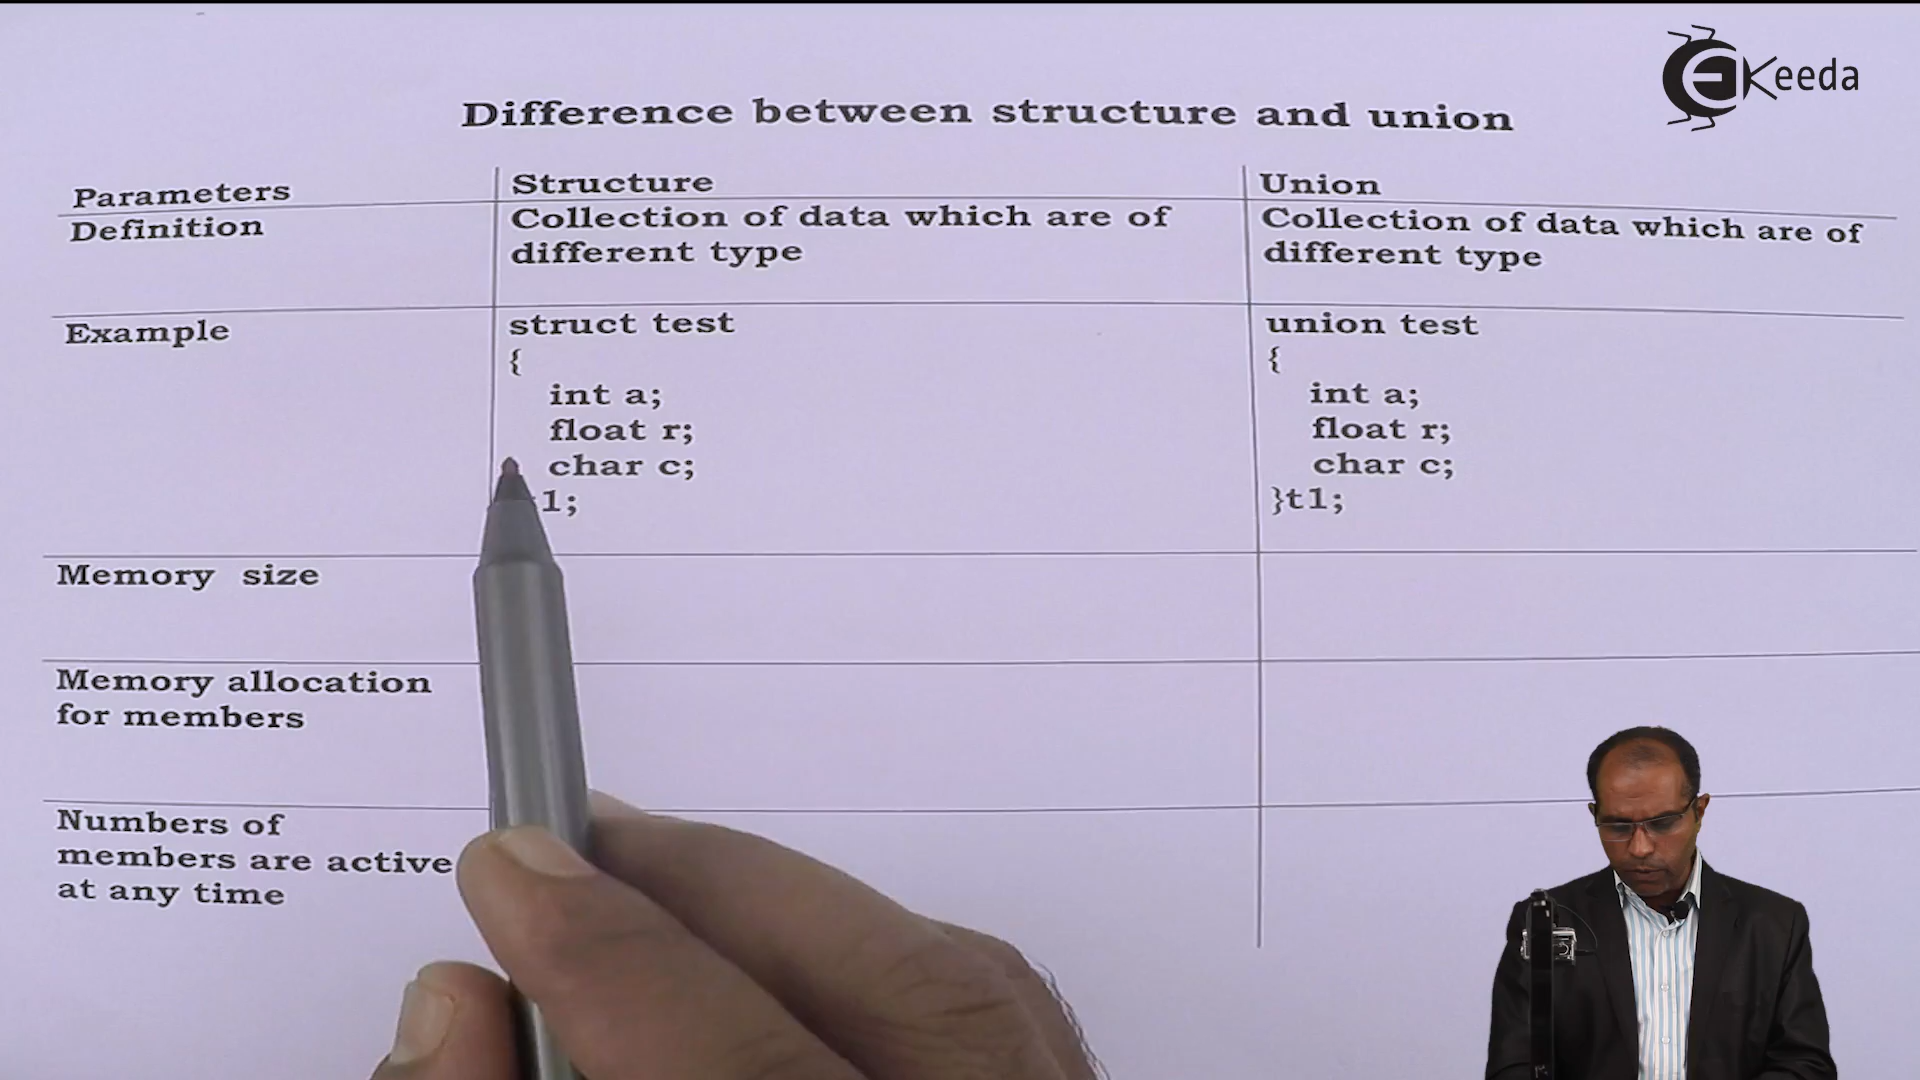 Keeda
Difference between structure and union
Parameters
Structure
Union
Definition
Collection of data which are of
different type
Collection of data which are of
different type
Example
struct test
{
int a;
float r;
char c;
1;
union test
{
int a;
float r;
char c;
}t1;
Memory size
Memory allocation
for members
Numbers of
members are active
at any time